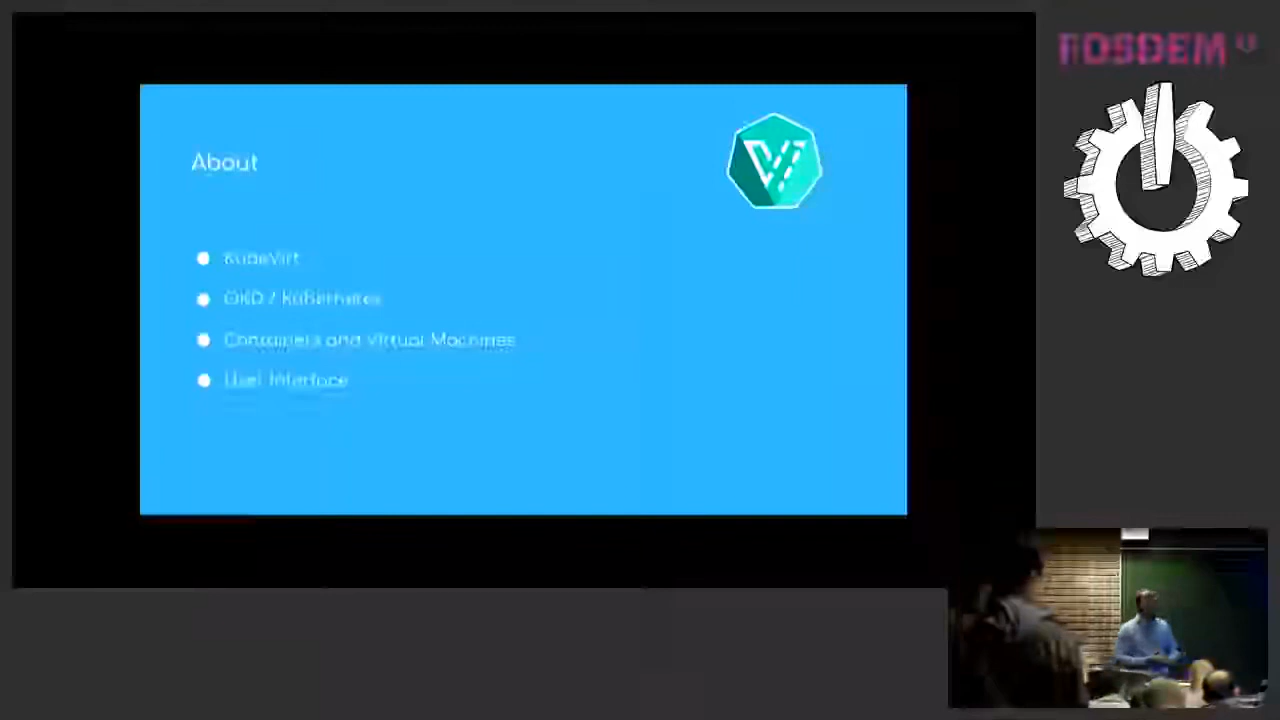 FOSDEM
About
KubeVirt
OKD / Kubernetes
Containers and Virtual Machines
User Interface